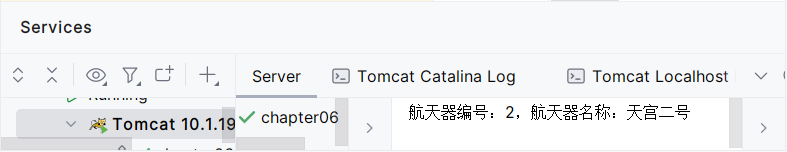 Services
Server
Tomcat Catalina Log
Tomcat Localhost
Running
Tomcat 10.1.19
chapter06
航天器编号：2，航天器名称：天宫二号